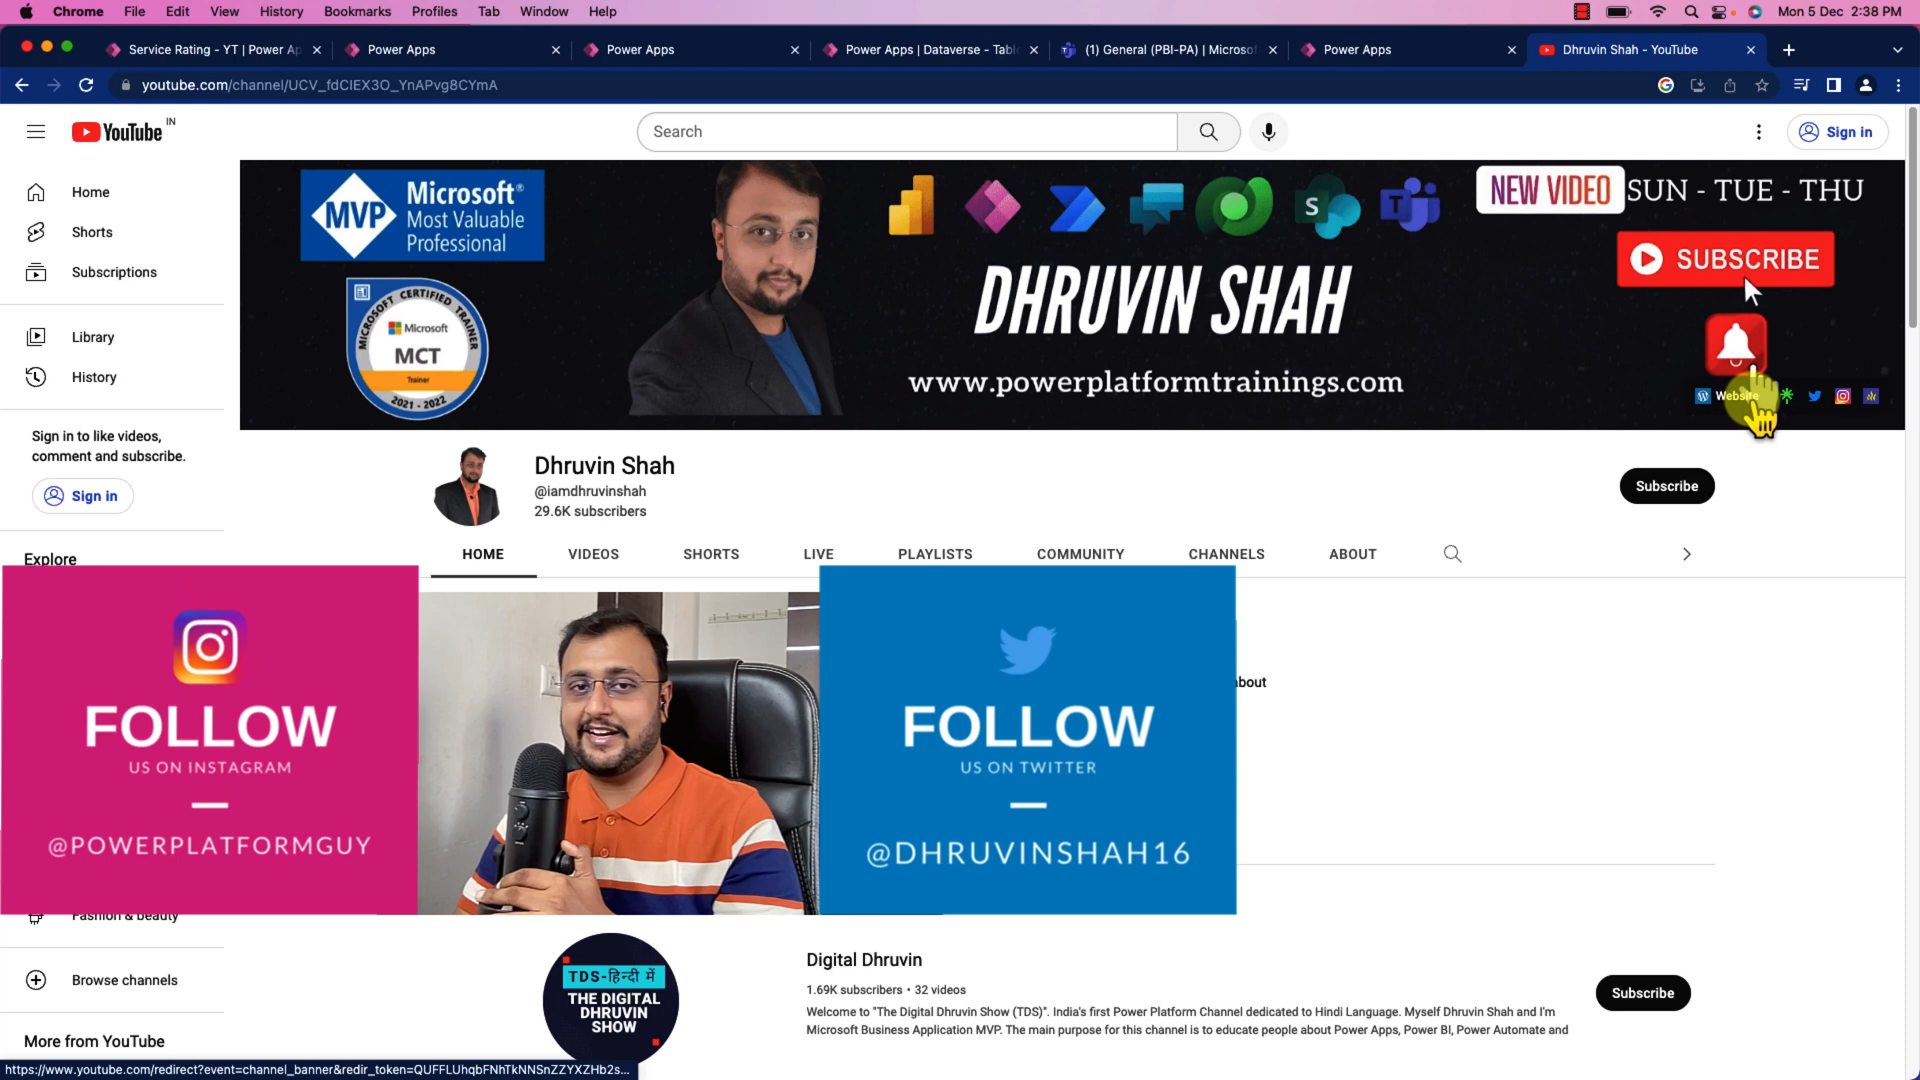 Chrome File Edit View History Bookmarks Profiles Tab Window Help
Mon 5 Dec 2:38 PM
Service Rating - YT | Power Ap
Power Apps
Power Apps
Power Apps | Dataverse - Tabl
(1) General (PBI-PA) | Microsof
Power Apps
Dhruvin Shah - YouTube
youtube.com/channel/UCV_fdCIEX3O_YnAPvg8CYmA
YouTube IN
Search
Sign in
Home
Shorts
Subscriptions
Library
History
Sign in to like videos,
comment and subscribe.
Sign in
Explore
Fashion & beauty
Browse channels
More from YouTube
MVP
Microsoft®
Most Valuable
Professional
MICROSOFT CERTIFIED TRAINER
Microsoft
MCT
Trainer
2021 - 2022
S
T
DHRUVIN SHAH
www.powerplatformtrainings.com
NEW VIDEO SUN - TUE - THU
SUBSCRIBE
Website
Dhruvin Shah
@iamdhruvinshah
29.6K subscribers
Subscribe
HOME VIDEOS SHORTS LIVE PLAYLISTS COMMUNITY CHANNELS ABOUT
FOLLOW
US ON INSTAGRAM
@POWERPLATFORMGUY
FOLLOW
US ON TWITTER
@DHRUVINSHAH16
about
TDS-हिन्दी में
THE DIGITAL
DHRUVIN
SHOW
Digital Dhruvin
1.69K subscribers • 32 videos
Welcome to "The Digital Dhruvin Show (TDS)". India's first Power Platform Channel dedicated to Hindi Language. Myself Dhruvin Shah and I'm
Microsoft Business Application MVP. The main purpose for this channel is to educate people about Power Apps, Power BI, Power Automate and
Subscribe
https://www.youtube.com/redirect?event=channel_banner&redir_token=QUFFLUhqbFNhTkNNSnZZYXZHb2s...